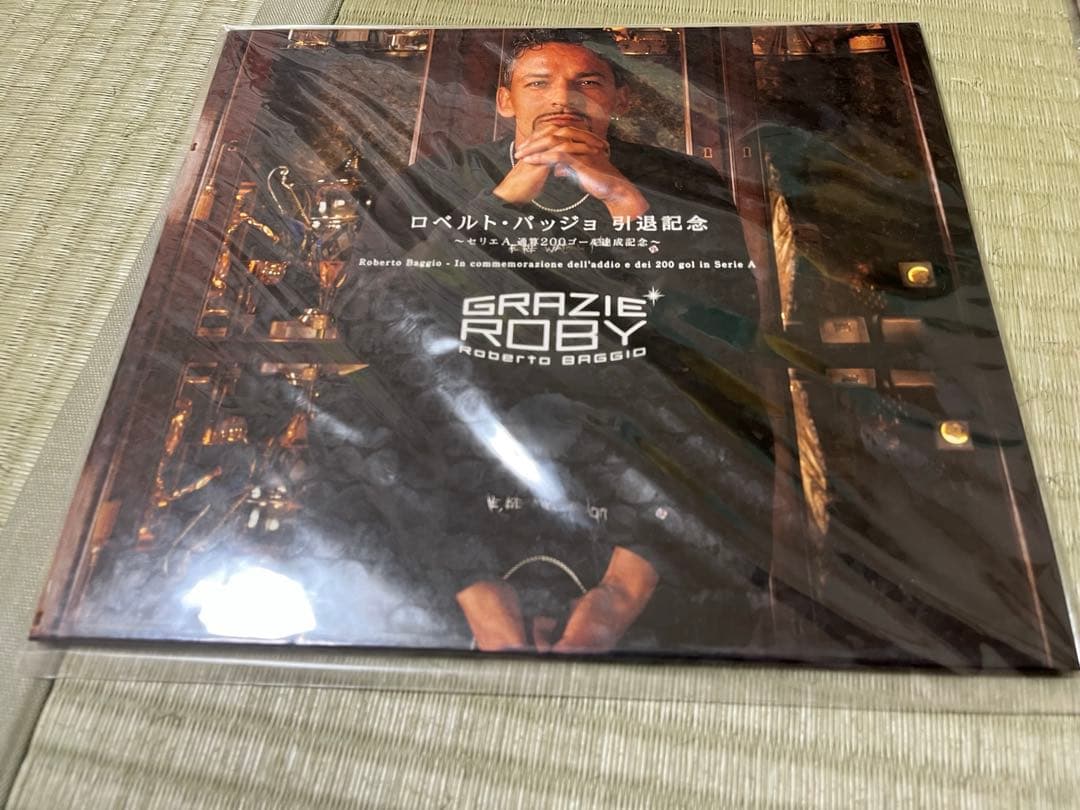 ロベルト・バッジョ 引退記念
～セリエA 通算200ゴール達成記念～
Roberto Baggio - In commemorazione dell'addio e dei 200 gol in Serie A
GRAZIE
ROBY
Roberto BAGGIO